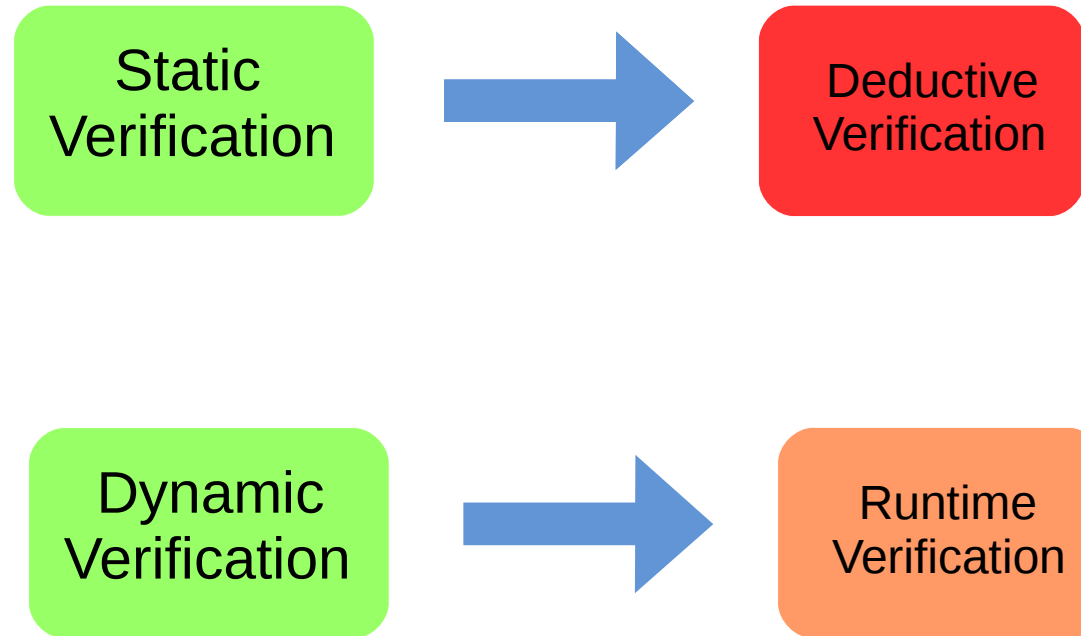 Static
Verification
Deductive
Verification
Dynamic
Verification
Runtime
Verification